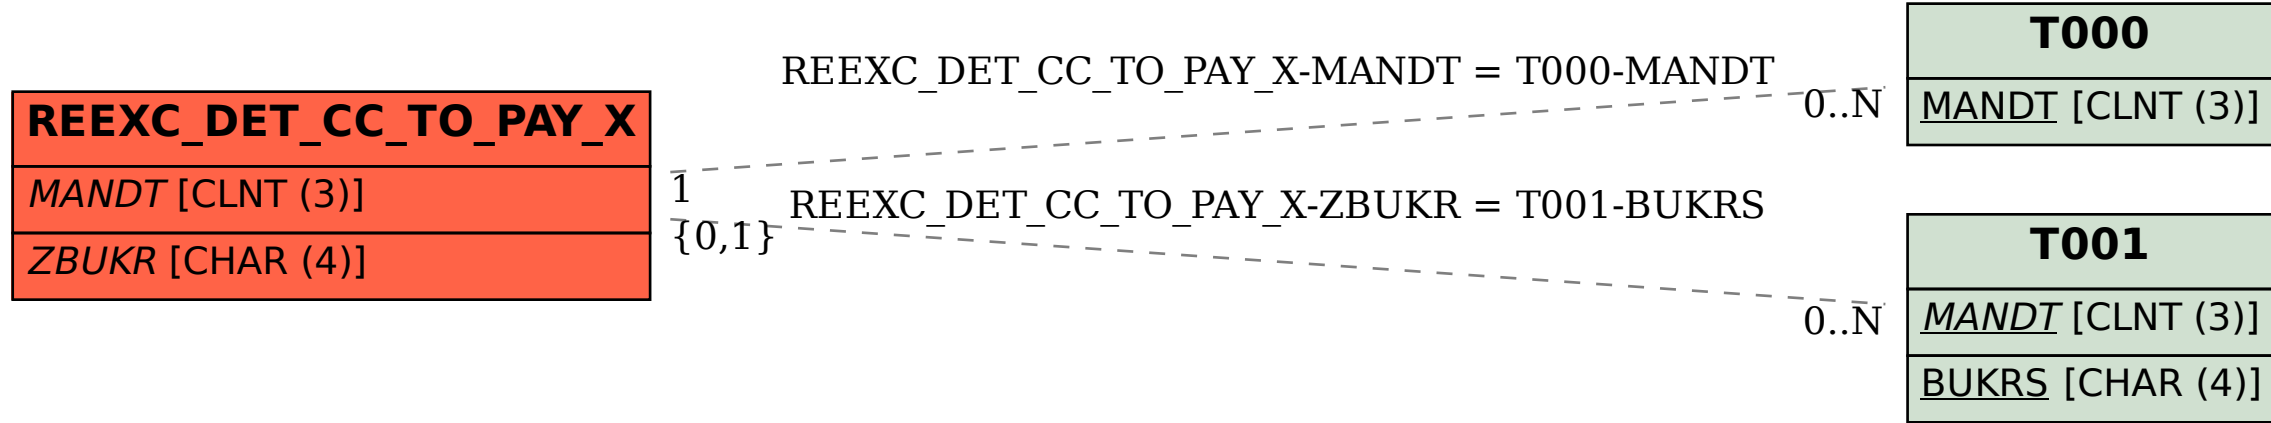 REEXC_DET_CC_TO_PAY_X
MANDT [CLNT (3)]
ZBUKR [CHAR (4)]
REEXC_DET_CC_TO_PAY_X-MANDT = T000-MANDT
1
0..N
REEXC_DET_CC_TO_PAY_X-ZBUKR = T001-BUKRS
{0,1}
0..N
T000
MANDT [CLNT (3)]
T001
MANDT [CLNT (3)]
BUKRS [CHAR (4)]